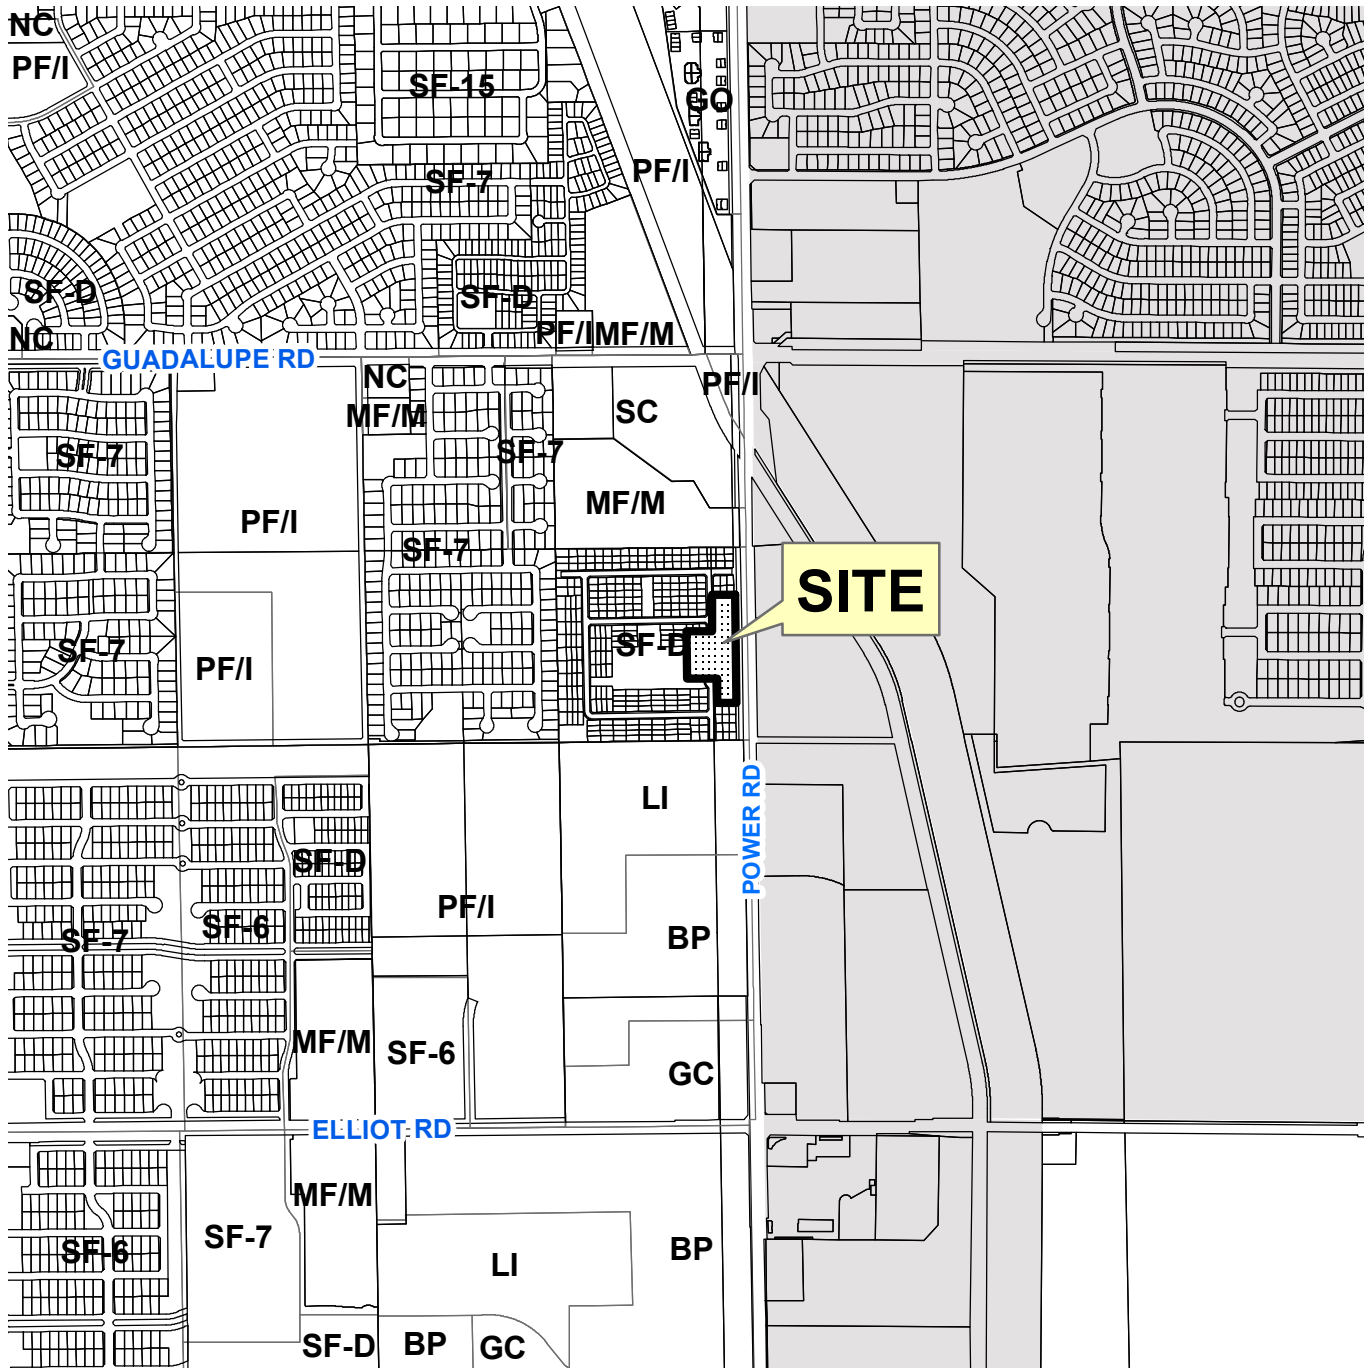 NC
PF/I
SF-15
GO
SF-7
PF/I
SF-D
SF-D
NC
PF/I
MF/M
GUADALUPE RD
NC
PF/I
MF/M
SC
SF-7
SF-7
MF/M
PF/I
SF-7
SITE
SF-7
PF/I
SF-D
LI
POWER RD
SF-D
PF/I
SF-6
SF-7
BP
MF/M
SF-6
GC
ELLIOT RD
MF/M
SF-7
SF-6
BP
LI
SF-D
BP
GC